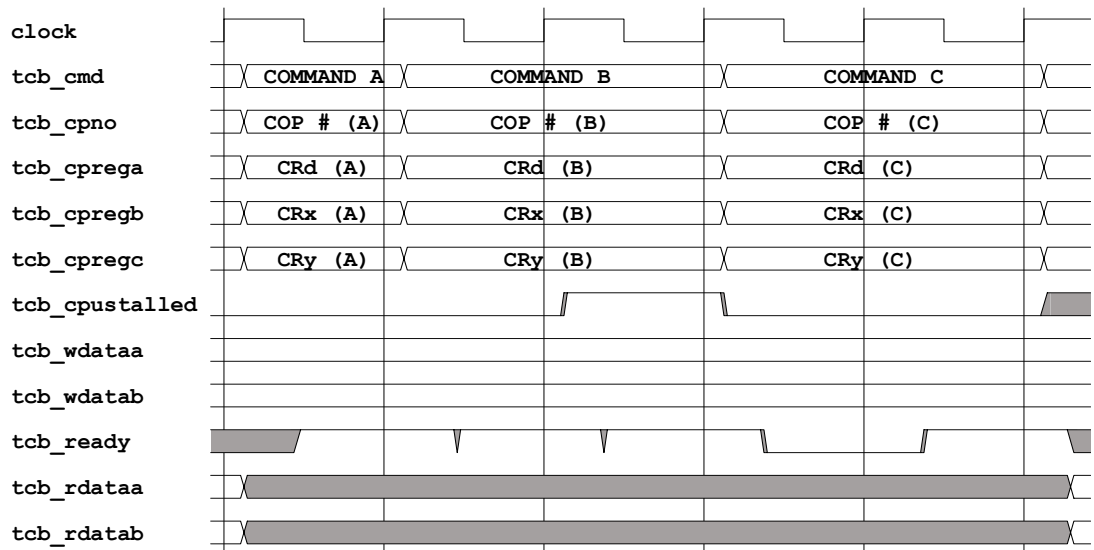 clock
tcb_cmd COMMAND A COMMAND B COMMAND C
tcb_cpno COP # (A) COP # (B) COP # (C)
tcb_cprega CRd (A) CRd (B) CRd (C)
tcb_cpregb CRx (A) CRx (B) CRx (C)
tcb_cpregc CRy (A) CRy (B) CRy (C)
tcb_cpustalled
tcb_wdataa
tcb_wdatab
tcb_ready
tcb_rdataa
tcb_rdatab